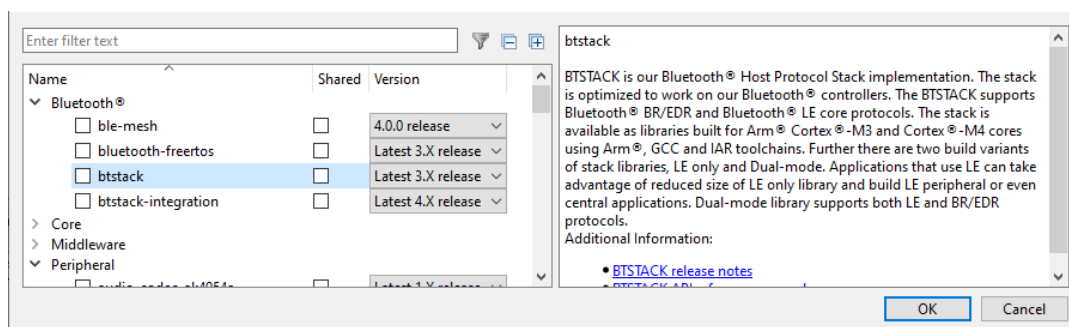 Enter filter text
Name Shared Version
Bluetooth®
ble-mesh 4.0.0 release
bluetooth-freertos Latest 3.X release
btstack Latest 3.X release
btstack-integration Latest 4.X release
Core
Middleware
Peripheral
btstack
BTSTACK is our Bluetooth® Host Protocol Stack implementation. The stack
is optimized to work on our Bluetooth® controllers. The BTSTACK supports
Bluetooth® BR/EDR and Bluetooth® LE core protocols. The stack is
available as libraries built for Arm® Cortex®-M3 and Cortex®-M4 cores
using Arm®, GCC and IAR toolchains. Further there are two build variants
of stack libraries, LE only and Dual-mode. Applications that use LE can take
advantage of reduced size of LE only library and build LE peripheral or even
central applications. Dual-mode library supports both LE and BR/EDR
protocols.
Additional Information:
BTSTACK release notes
OK Cancel